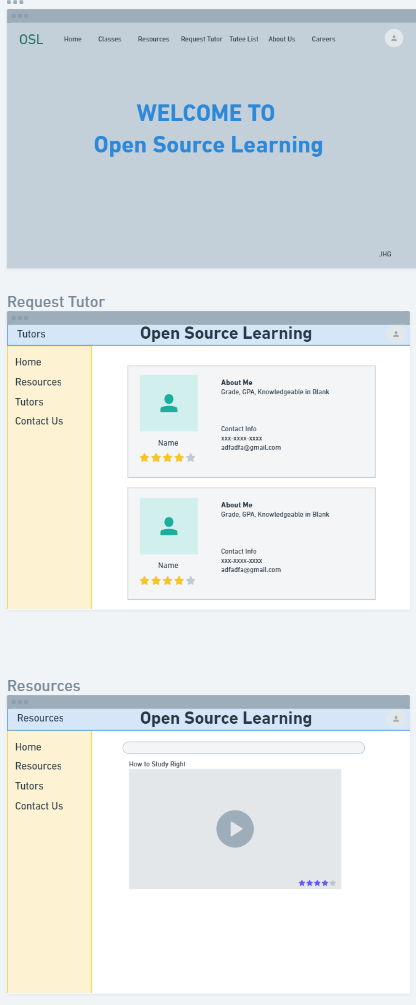 OSL Home Classes Resources Request Tutor Tutee List About Us Careers
WELCOME TO
Open Source Learning
JHG
Request Tutor
Tutors Open Source Learning
Home
Resources
Tutors
Contact Us
About Me
Grade, GPA, Knowledgeable in Blank
Contact Info
xxx-xxxx-xxxx
adfadfa@gmail.com
Name
About Me
Grade, GPA, Knowledgeable in Blank
Contact Info
xxx-xxxx-xxxx
adfadfa@gmail.com
Name
Resources
Resources Open Source Learning
Home
Resources
Tutors
Contact Us
How to Study Right